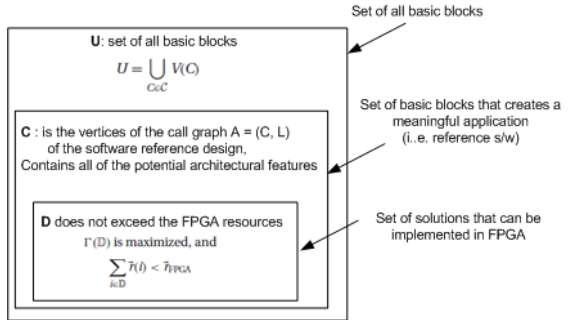 Set of all basic blocks
U: set of all basic blocks
U = ⋃ V(C)
C∈𝒞
Set of basic blocks that creates a
meaningful application
(i..e. reference s/w)
C : is the vertices of the call graph A = (C, L)
of the software reference design,
Contains all of the potential architectural features
Set of solutions that can be
implemented in FPGA
D does not exceed the FPGA resources
Γ(𝔻) is maximized, and
∑ r̄(i) < r̄FPGA
i∈𝔻